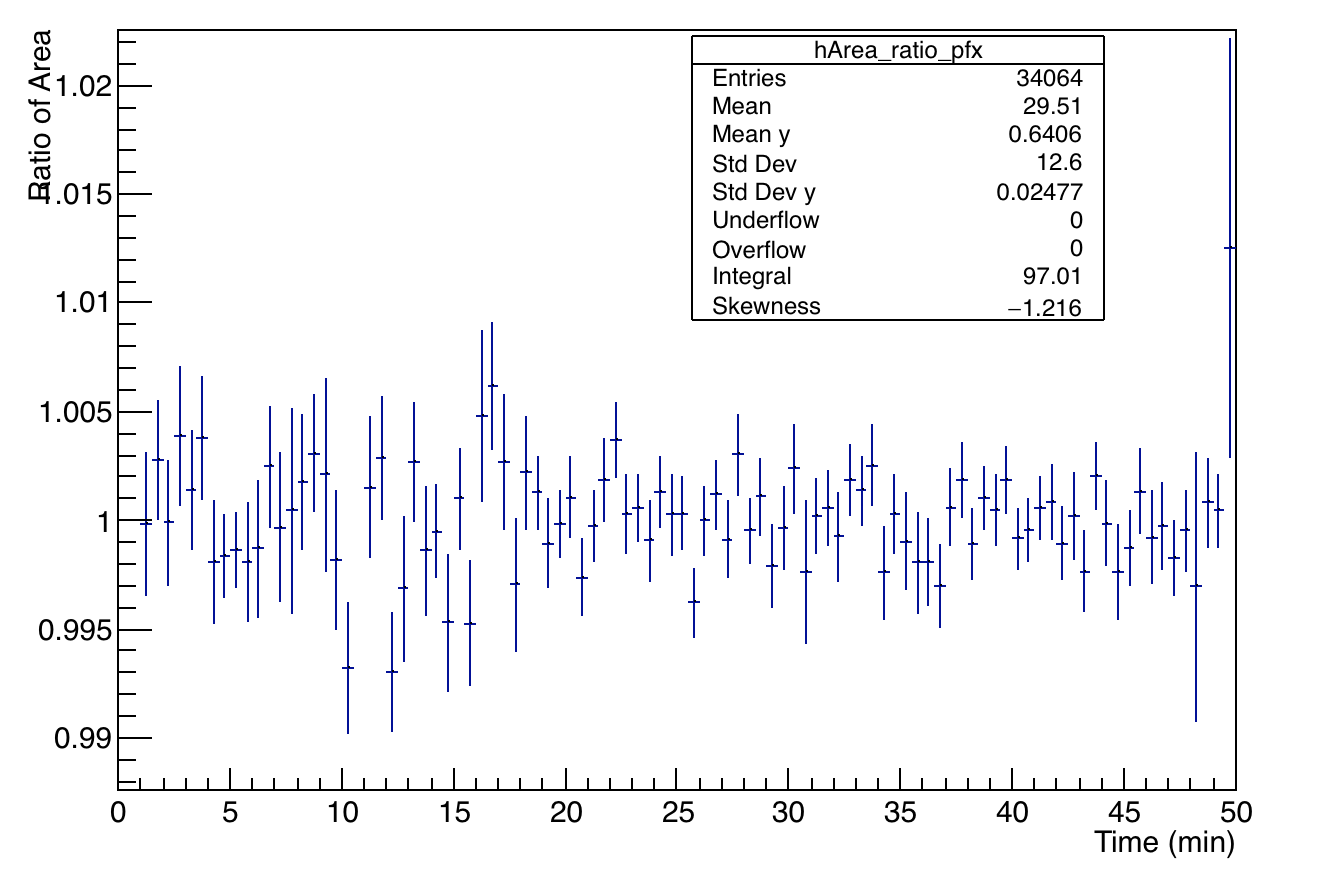 Ratio of Area
1.02
1.015
1.01
1.005
1
0.995
0.99
hArea_ratio_pfx
Entries 34064
Mean 29.51
Mean y 0.6406
Std Dev 12.6
Std Dev y 0.02477
Underflow 0
Overflow 0
Integral 97.01
Skewness −1.216
0 5 10 15 20 25 30 35 40 45 50
Time (min)